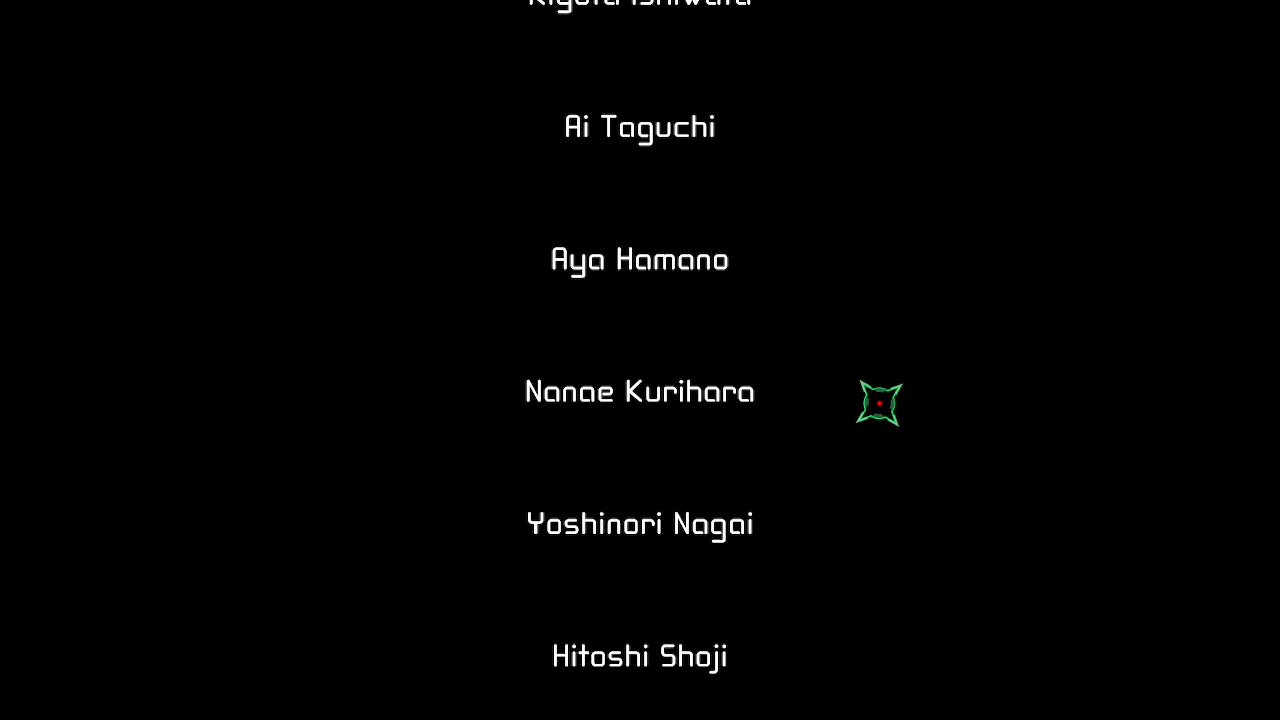 Ai Taguchi
Aya Hamano
Nanae Kurihara
Yoshinori Nagai
Hitoshi Shoji